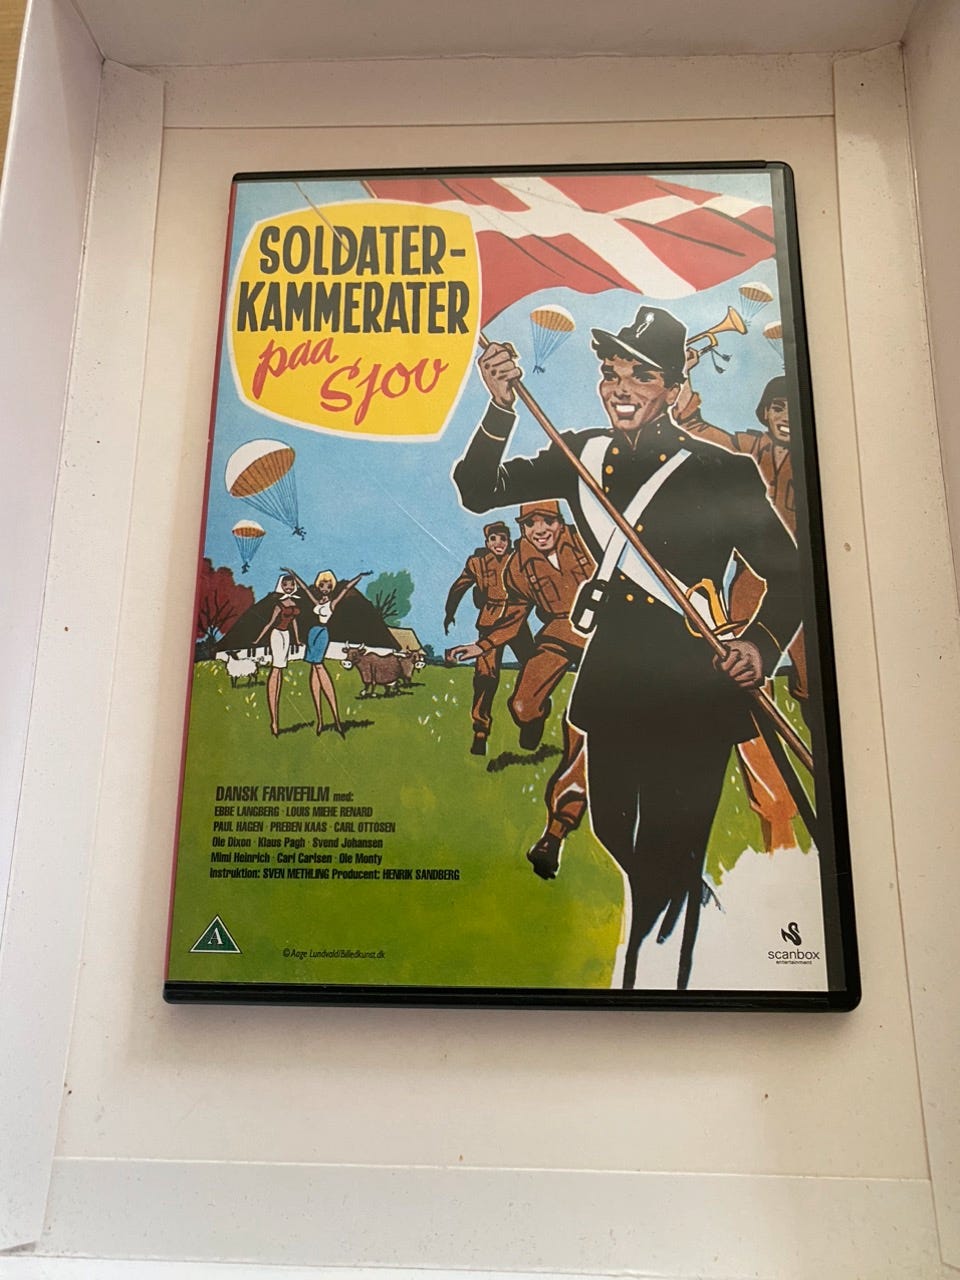 SOLDATER-
KAMMERATER
paa
Sjov
DANSK FARVEFILM med:
EBBE LANGBERG · LOUIS MIEHE RENARD
PAUL HAGEN · PREBEN KAAS · CARL OTTOSEN
Ole Dixon · Klaus Pagh · Svend Johansen
Mimi Heinrich · Carl Carlsen · Ole Monty
Instruktion: SVEN METHLING Producent: HENRIK SANDBERG
A
© Aage Lundvald/Billedkunst.dk
scanbox
entertainment